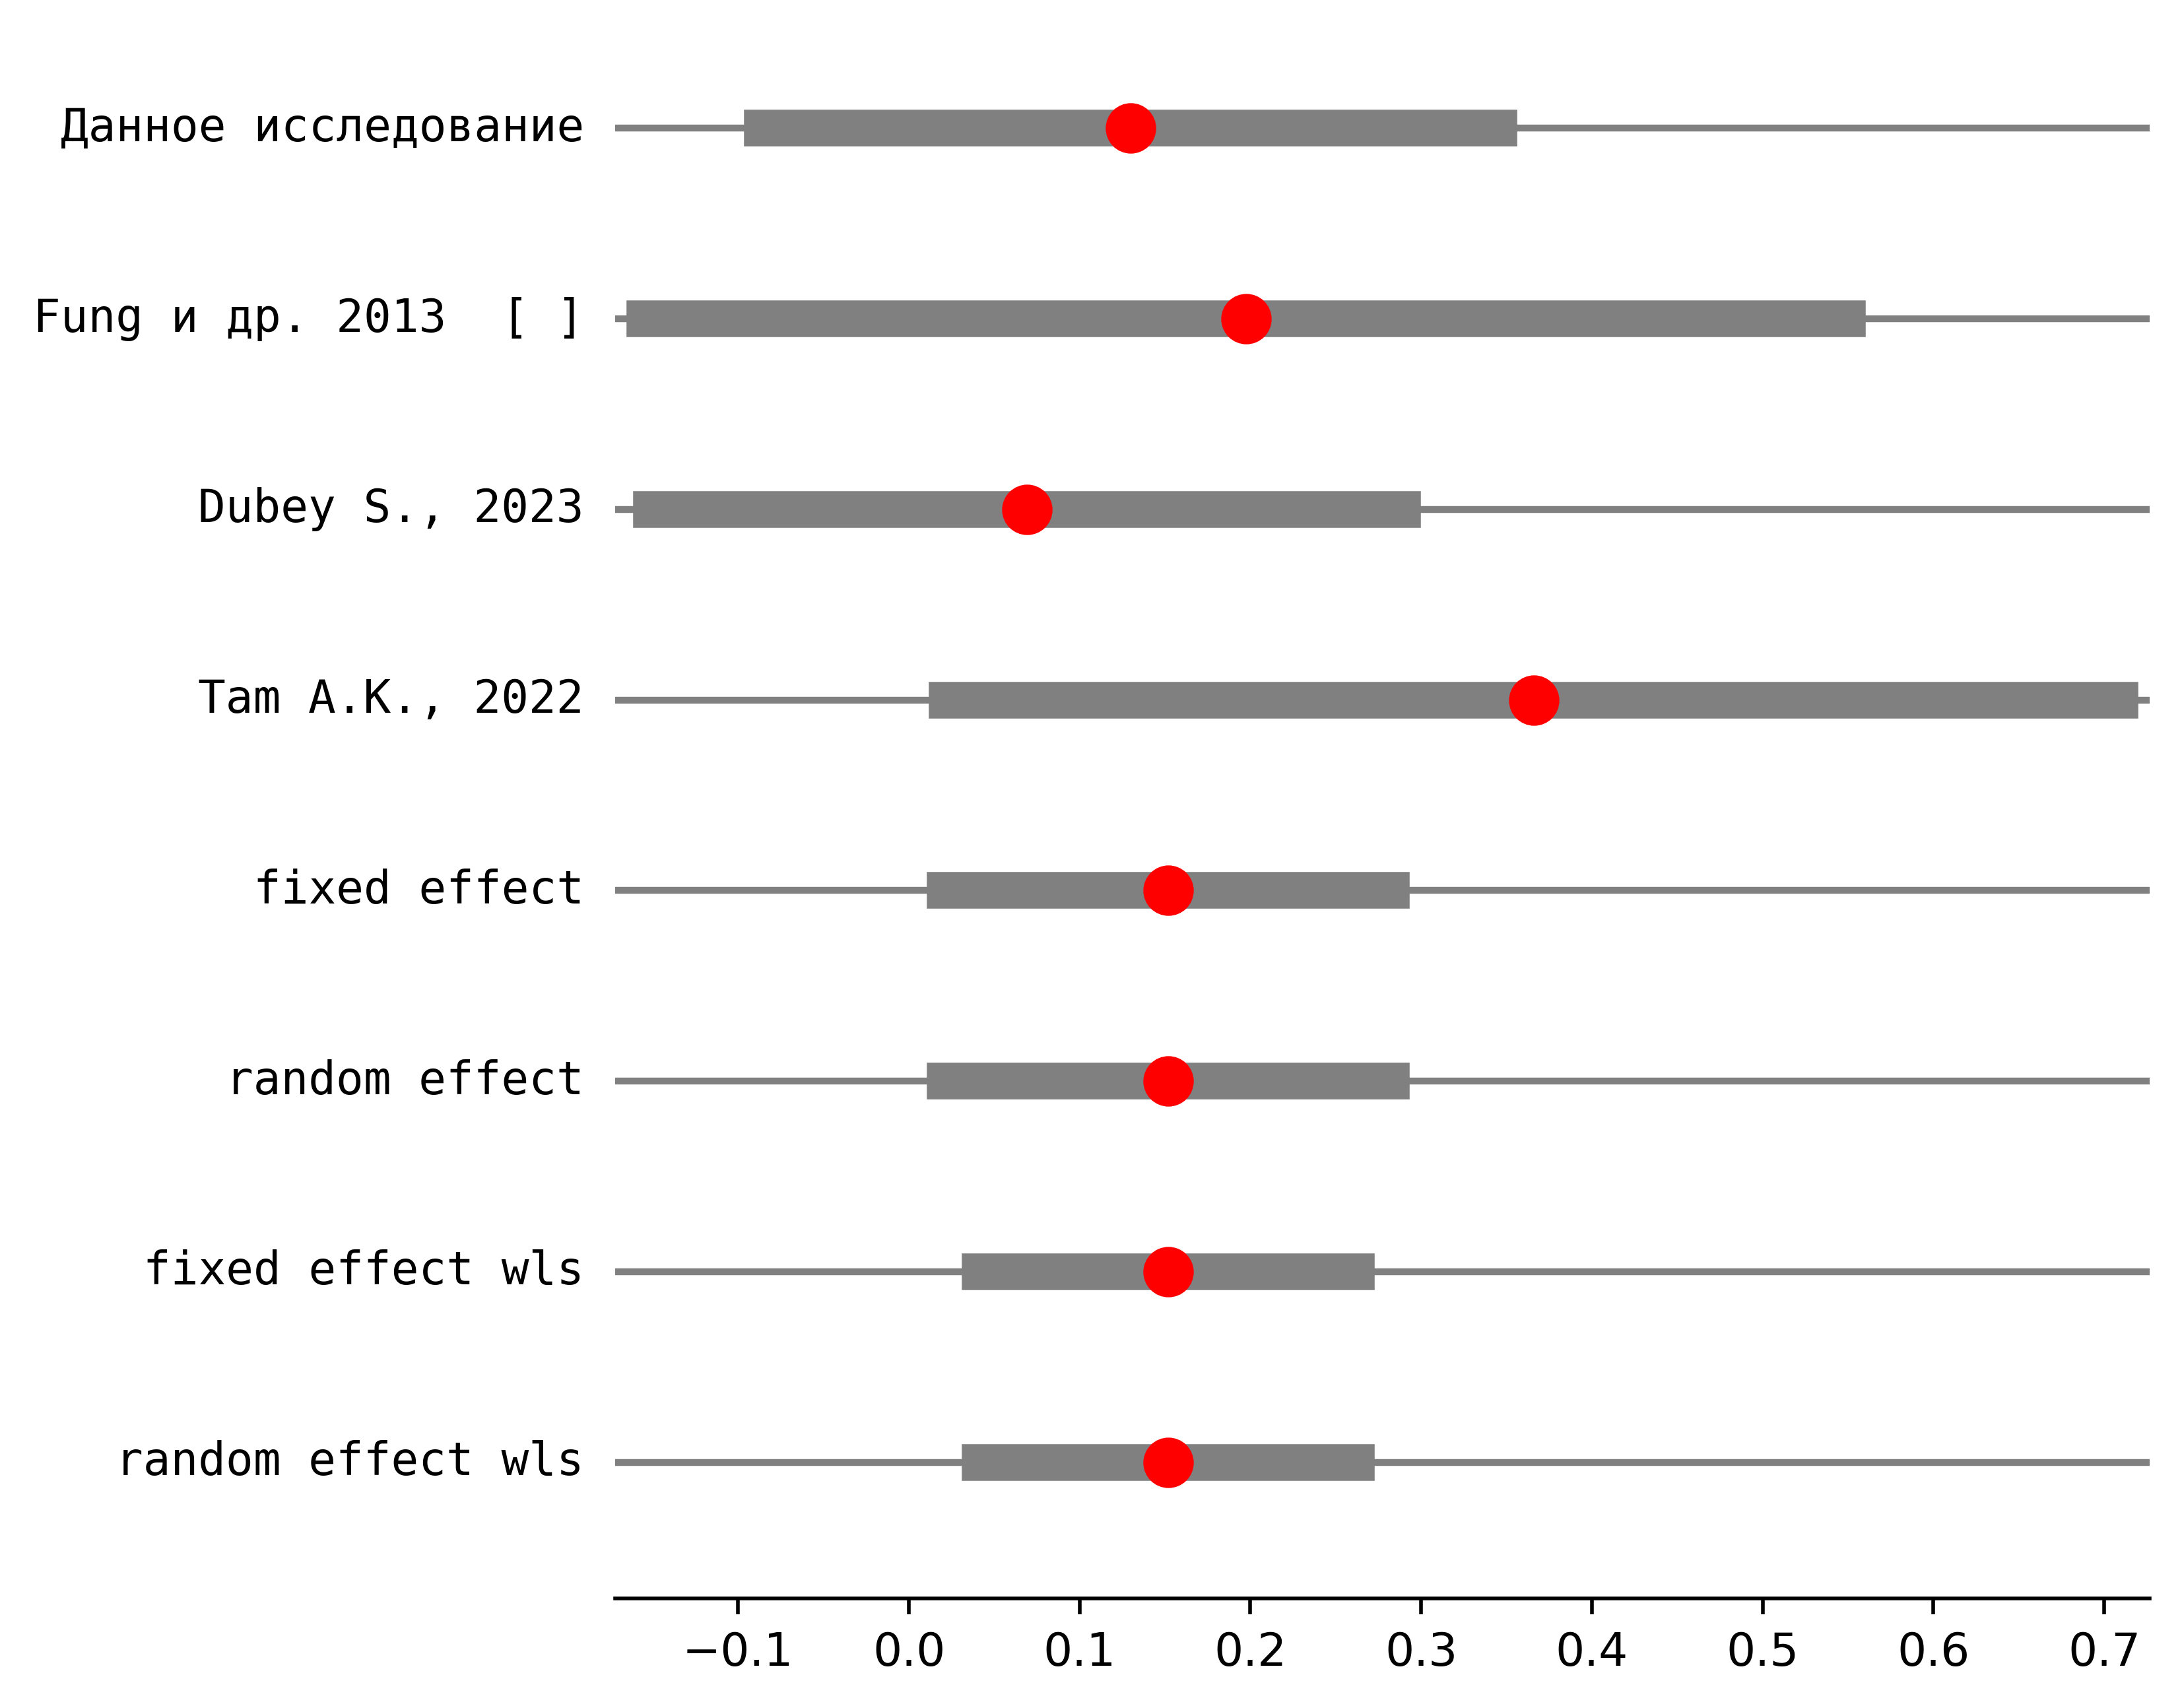 Данное исследование
Fung и др. 2013  [ ]
Dubey S., 2023
Tam A.K., 2022
fixed effect
random effect
fixed effect wls
random effect wls
−0.1 0.0 0.1 0.2 0.3 0.4 0.5 0.6 0.7